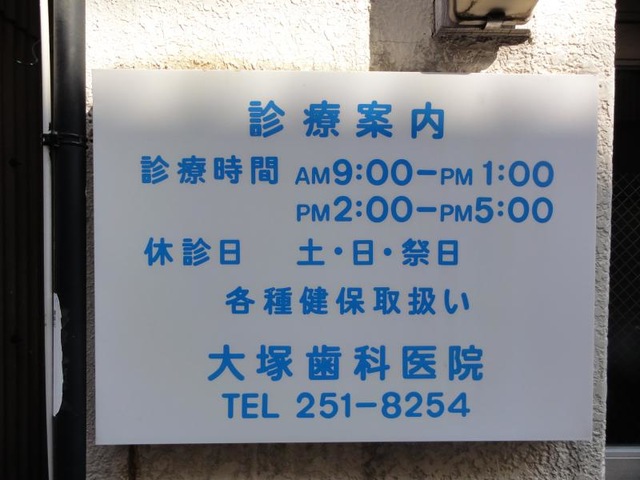 診療案内
診療時間 AM9:00-PM1:00
PM2:00-PM5:00
休診日 土・日・祭日
各種健保取扱い
大塚歯科医院
TEL 251-8254